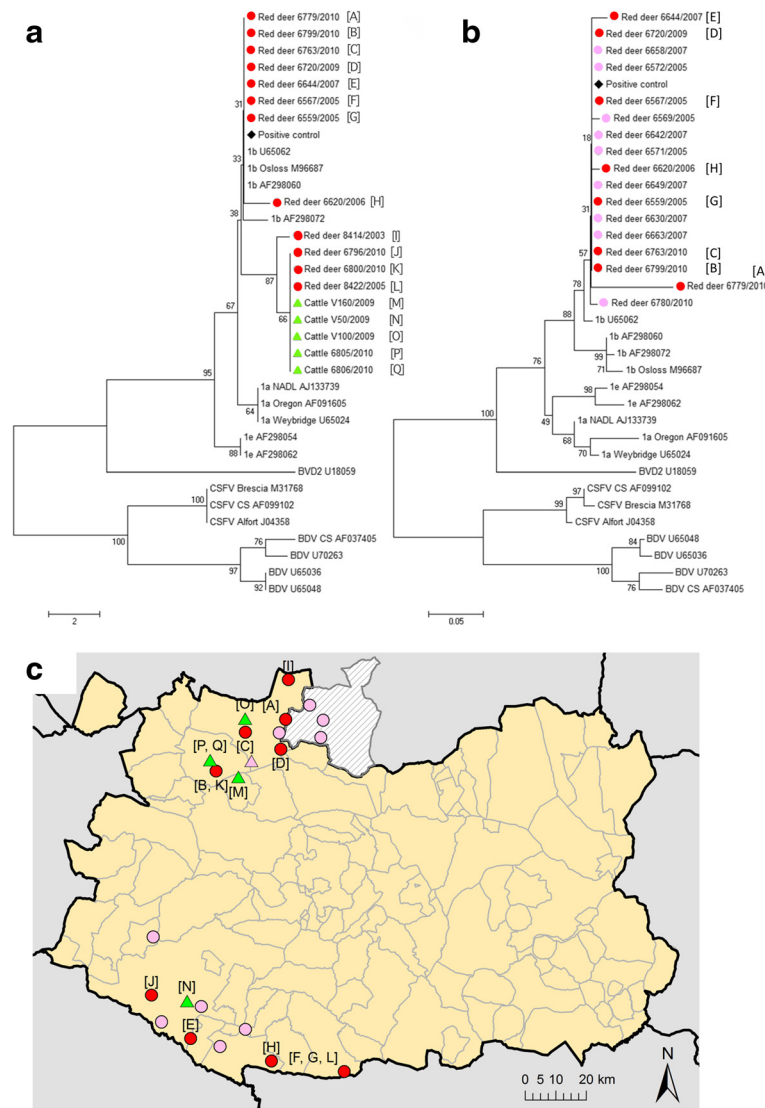 a
Red deer 6779/2010 [A]
Red deer 6799/2010 [B]
Red deer 6763/2010 [C]
Red deer 6720/2009 [D]
Red deer 6644/2007 [E]
Red deer 6567/2005 [F]
31
Red deer 6559/2005 [G]
Positive control
33
1b U65062
1b Osloss M96687
1b AF298060
Red deer 6620/2006 [H]
38
1b AF298072
Red deer 8414/2003 [I]
Red deer 6796/2010 [J]
87
Red deer 6800/2010 [K]
Red deer 8422/2005 [L]
67
66
Cattle V160/2009 [M]
Cattle V50/2009 [N]
Cattle V100/2009 [O]
Cattle 6805/2010 [P]
95
Cattle 6806/2010 [Q]
1a NADL AJ133739
1a Oregon AF091605
64
1a Weybridge U65024
1e AF298054
88
1e AF298062
BVD2 U18059
CSFV Brescia M31768
100
CSFV CS AF099102
CSFV Alfort J04358
100
BDV CS AF037405
76
BDV U70263
97
BDV U65036
92
BDV U65048
2
b
Red deer 6644/2007 [E]
Red deer 6720/2009 [D]
Red deer 6658/2007
Red deer 6572/2005
Positive control
Red deer 6567/2005 [F]
Red deer 6569/2005
18
Red deer 6642/2007
Red deer 6571/2005
Red deer 6620/2006 [H]
Red deer 6649/2007
31
Red deer 6559/2005 [G]
Red deer 6630/2007
Red deer 6663/2007
57
Red deer 6763/2010 [C]
Red deer 6799/2010 [B]
[A
78
Red deer 6779/2010
Red deer 6780/2010
88
1b U65062
1b AF298060
99
1b AF298072
76
71
1b Osloss M96687
98
1e AF298054
1e AF298062
100
49
1a NADL AJ133739
68
1a Oregon AF091605
70
1a Weybridge U65024
BVD2 U18059
97
CSFV CS AF099102
99
CSFV Brescia M31768
CSFV Alfort J04358
84
BDV U65048
BDV U65036
100
BDV U70263
76
BDV CS AF037405
0.05
c
[I]
[O] [A]
[P, Q] [C]
[D]
[B, K] [M]
[J] [N]
[E]
[H] [F, G, L]
N
0 5 10 20 km